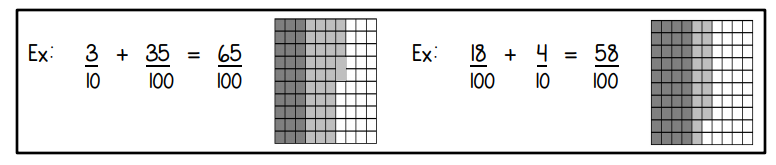 Ex: 3/10 + 35/100 = 65/100
Ex: 18/100 + 4/10 = 58/100